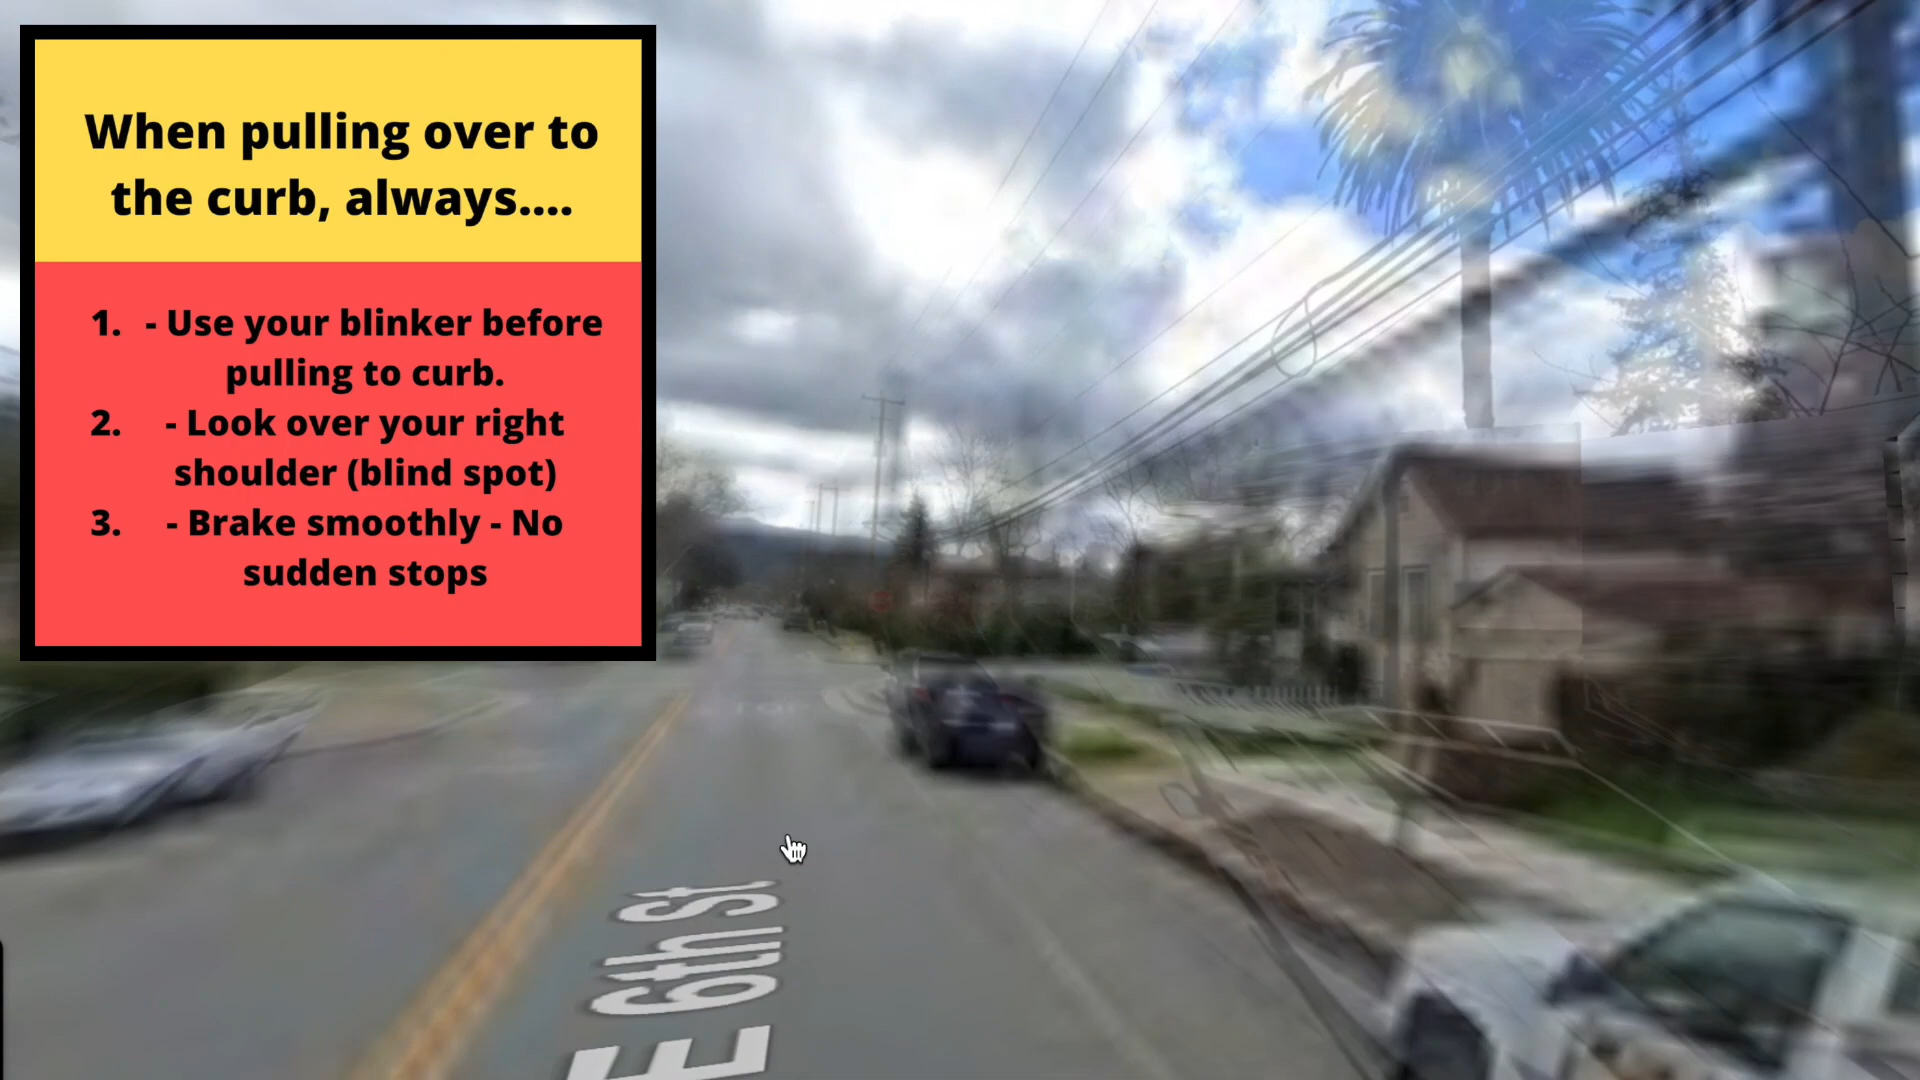 When pulling over to
the curb, always....
1. - Use your blinker before
pulling to curb.
2. - Look over your right
shoulder (blind spot)
3. - Brake smoothly - No
sudden stops
E 6th St